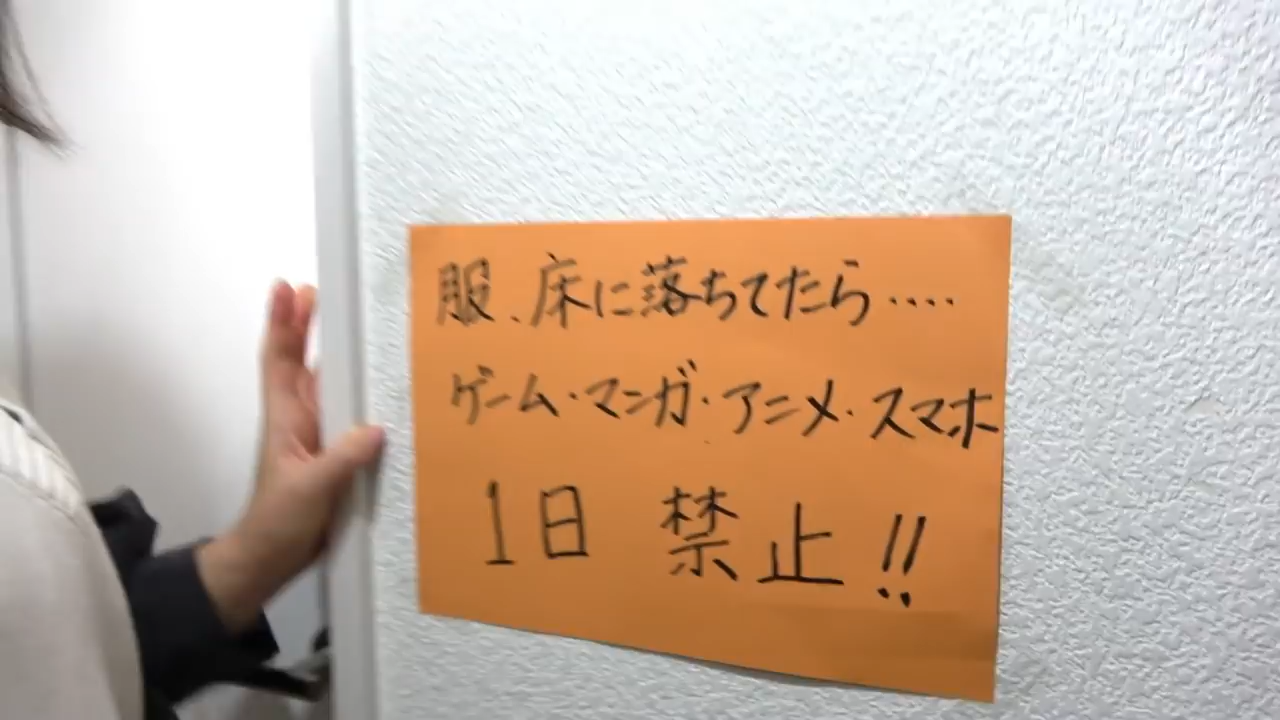 服、床に落ちてたら‥‥
ゲーム・マンガ・アニメ・スマホ
1日 禁止!!